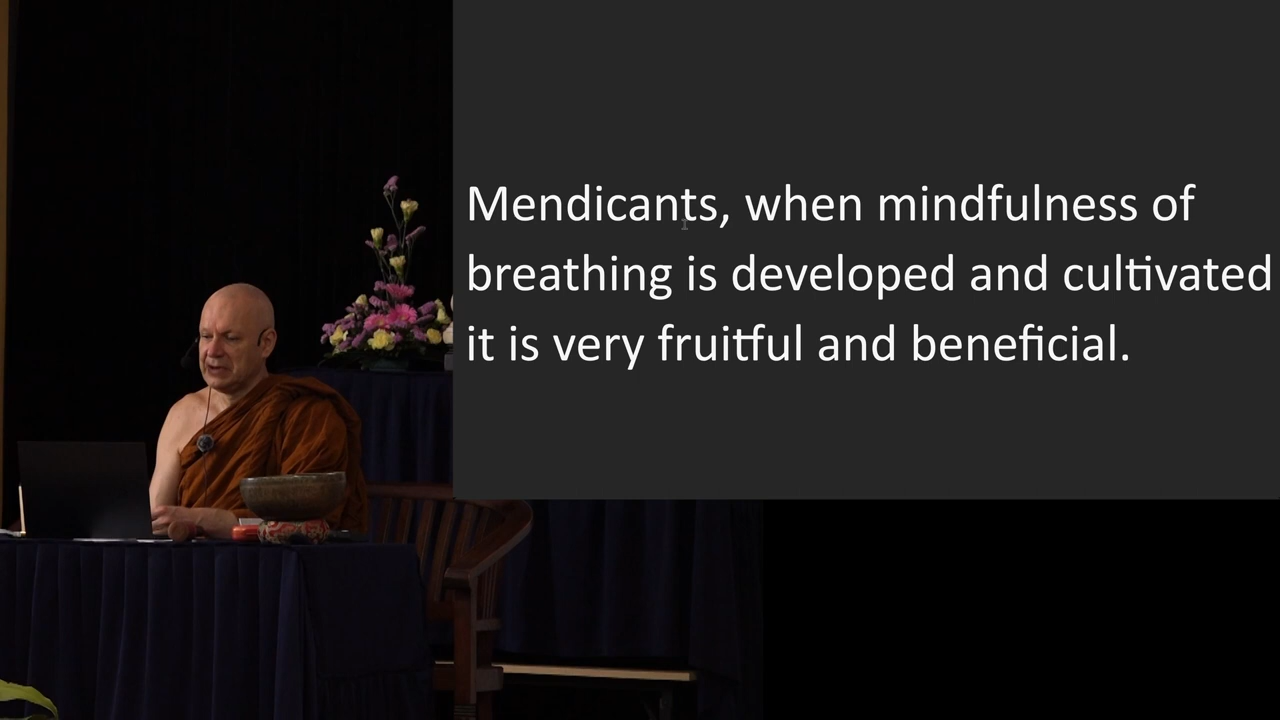 Mendicants, when mindfulness of
breathing is developed and cultivated
it is very fruitful and beneficial.